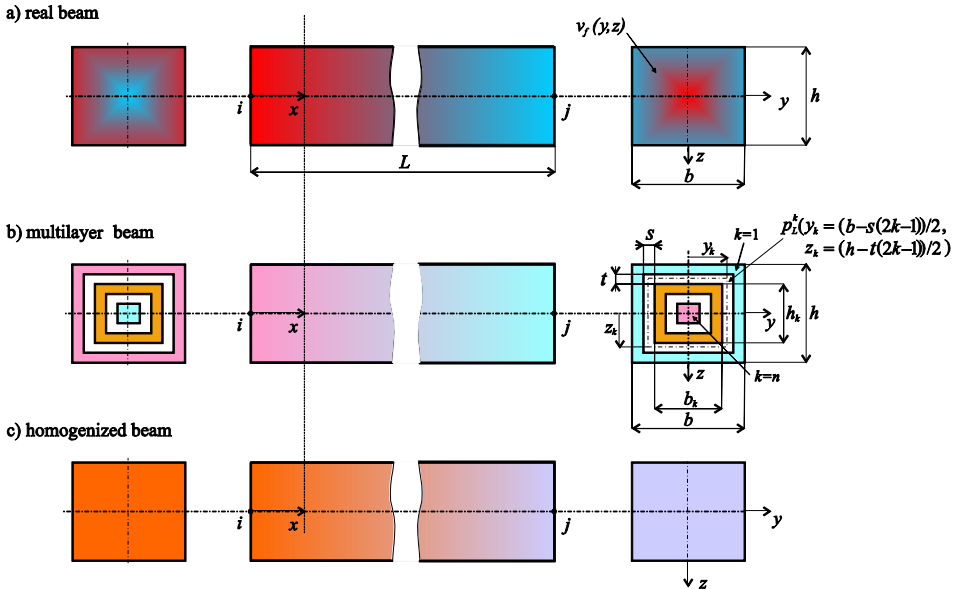 a) real beam
v_f (y,z)
i
x
j
y
h
z
L
b
b) multilayer beam
s
y_k
k=1
p_L^k(y_k = (b–s(2k–1))/2,
z_k = (h–t(2k–1))/2 )
t
i
x
j
z_k
y
h_k
h
z
k=n
b_k
b
c) homogenized beam
i
x
j
y
z